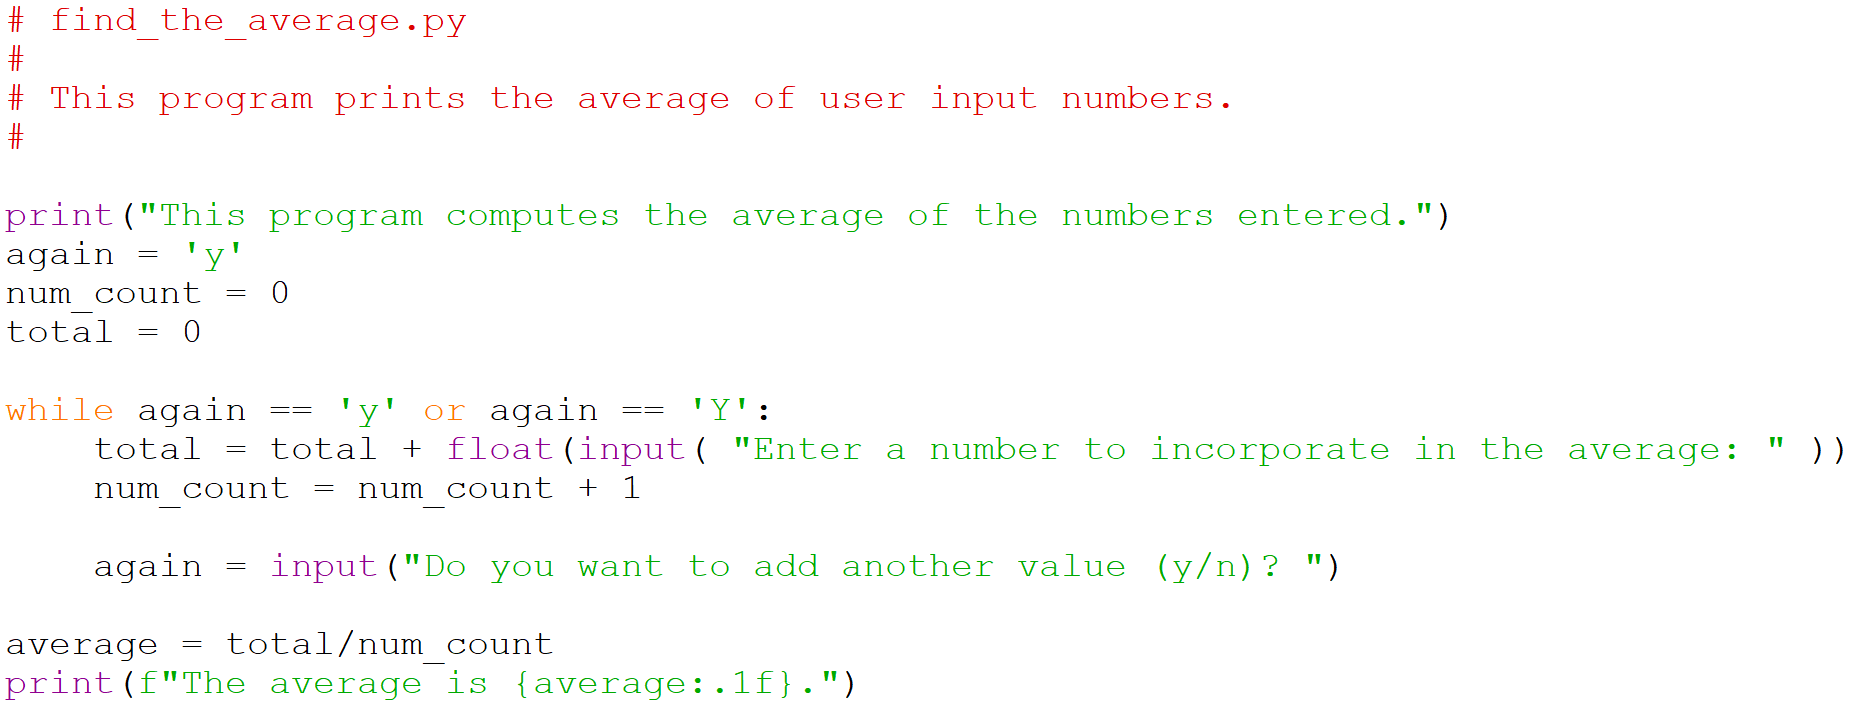 # find_the_average.py
#
# This program prints the average of user input numbers.
#
print("This program computes the average of the numbers entered.")
again = 'y'
num_count = 0
total = 0
while again == 'y' or again == 'Y':
    total = total + float(input( "Enter a number to incorporate in the average: " ))
    num_count = num_count + 1
    again = input("Do you want to add another value (y/n)? ")
average = total/num_count
print(f"The average is {average:.1f}.")